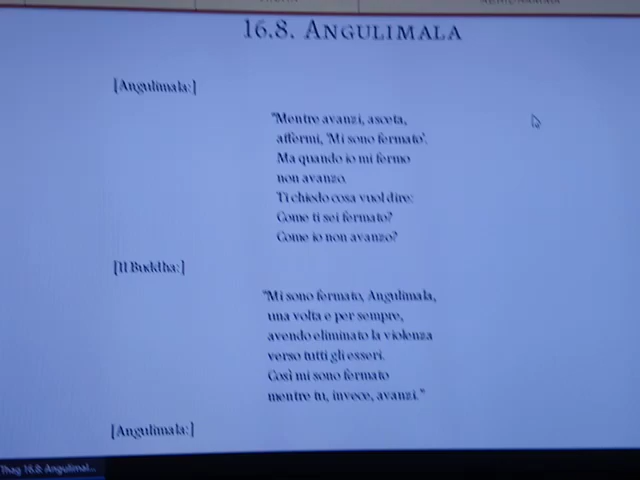 16.8. ANGULIMALA
[Angulimala:]
"Mentre avanzi, asceta,
affermi, 'Mi sono fermato'.
Ma quando io mi fermo
non avanzo.
Ti chiedo cosa vuol dire:
Come ti sei fermato?
Come io non avanzo?
[Il Buddha:]
"Mi sono fermato, Angulimala,
una volta e per sempre,
avendo eliminato la violenza
verso tutti gli esseri.
Così mi sono fermato
mentre tu, invece, avanzi."
[Angulimala:]
Thag 16.8: Angulimal...